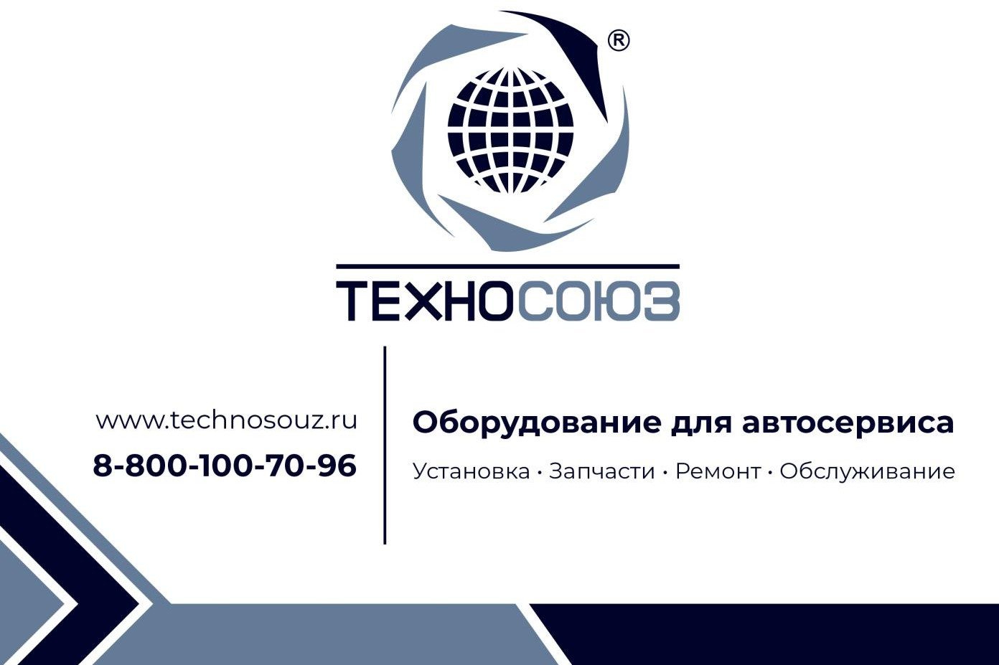 ®
ТЕХНОСОЮЗ
www.technosouz.ru
8-800-100-70-96
Оборудование для автосервиса
Установка • Запчасти • Ремонт • Обслуживание